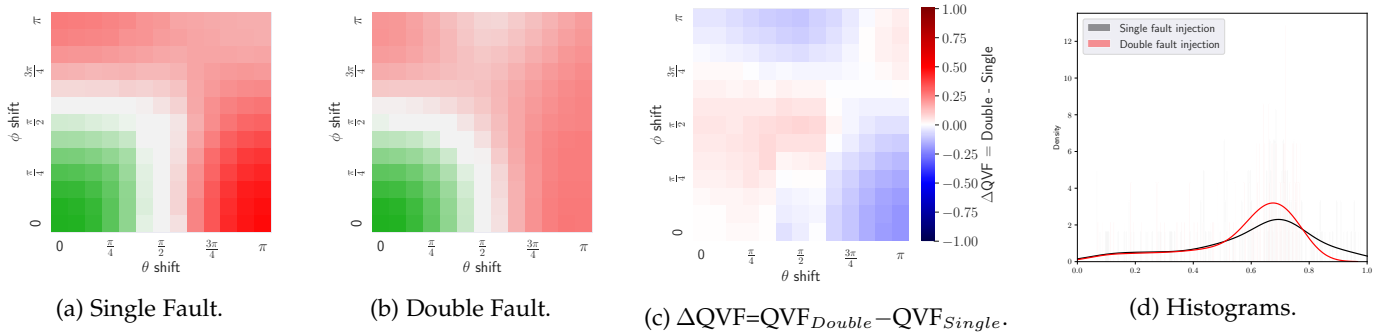 π
3π/4
π/2
π/4
0
ϕ shift
0
π/4
π/2
3π/4
π
θ shift
(a) Single Fault.
π
3π/4
π/2
π/4
0
ϕ shift
0
π/4
π/2
3π/4
π
θ shift
(b) Double Fault.
π
3π/4
π/2
π/4
0
ϕ shift
0
π/4
π/2
3π/4
π
θ shift
1.00
0.75
0.50
0.25
0.00
−0.25
−0.50
−0.75
−1.00
ΔQVF = Double - Single
(c) ΔQVF=QVF_Double−QVF_Single.
Single fault injection
Double fault injection
12
10
8
6
4
2
0
Density
0.0
0.2
0.4
0.6
0.8
1.0
(d) Histograms.